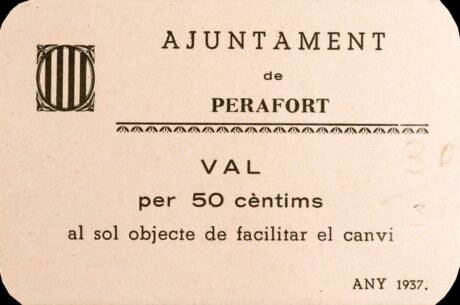 AJUNTAMENT
de
PERAFORT
VAL
per 50 cèntims
al sol objecte de facilitar el canvi
ANY 1937.